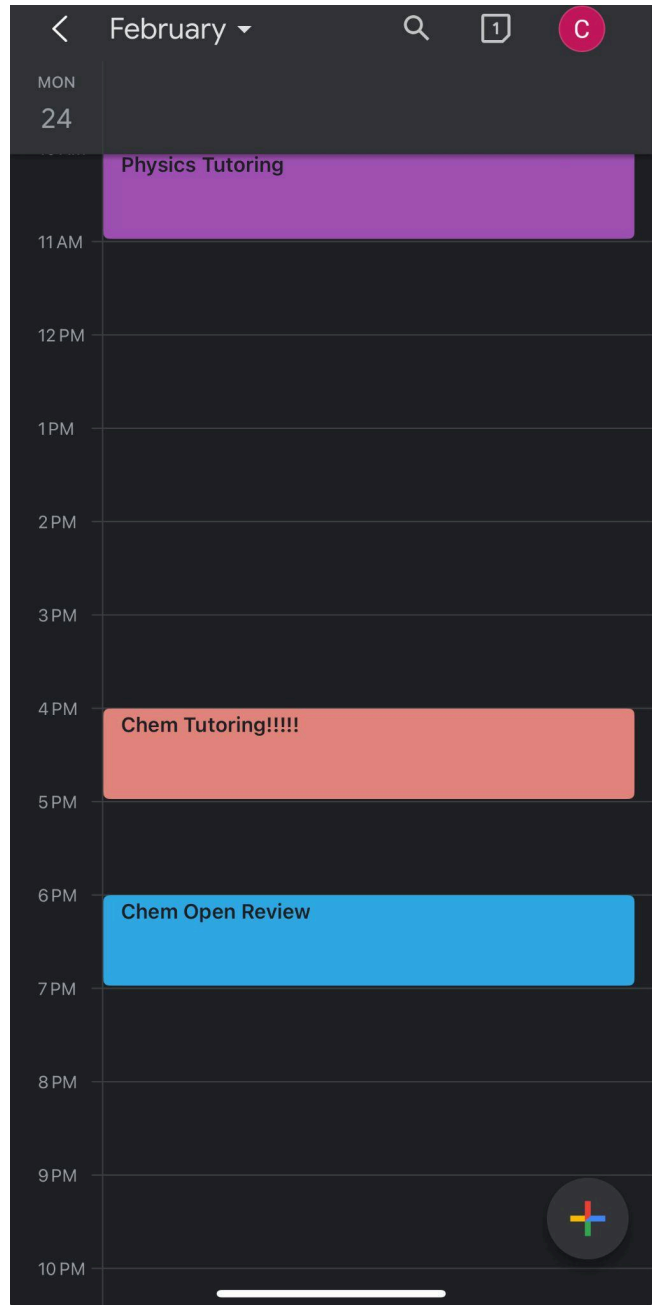 February
1
C
MON
24
Physics Tutoring
11 AM
12 PM
1 PM
2 PM
3 PM
4 PM
Chem Tutoring!!!!!
5 PM
6 PM
Chem Open Review
7 PM
8 PM
9 PM
10 PM